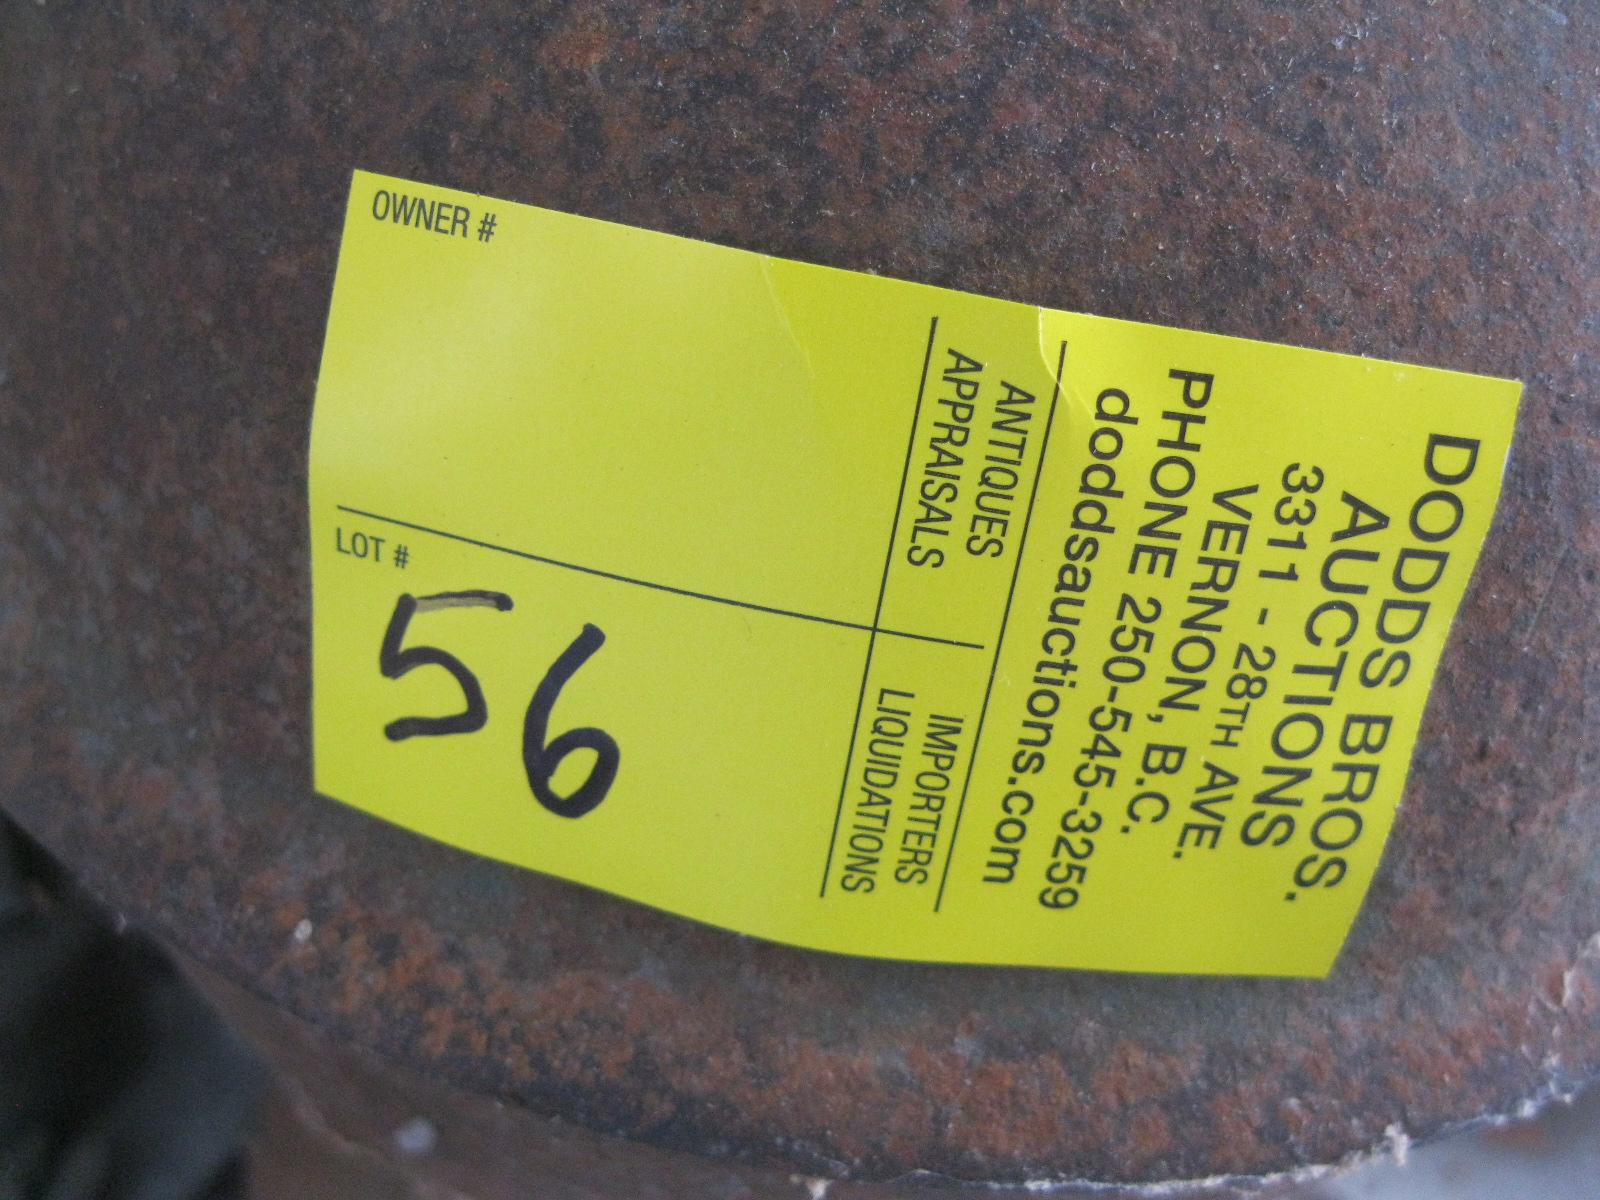 DODDS BROS.
AUCTIONS
3311 - 28TH AVE.
VERNON, B.C.
PHONE 250-545-3259
doddsauctions.com
ANTIQUES
APPRAISALS
IMPORTERS
LIQUIDATIONS
OWNER #
LOT #
56